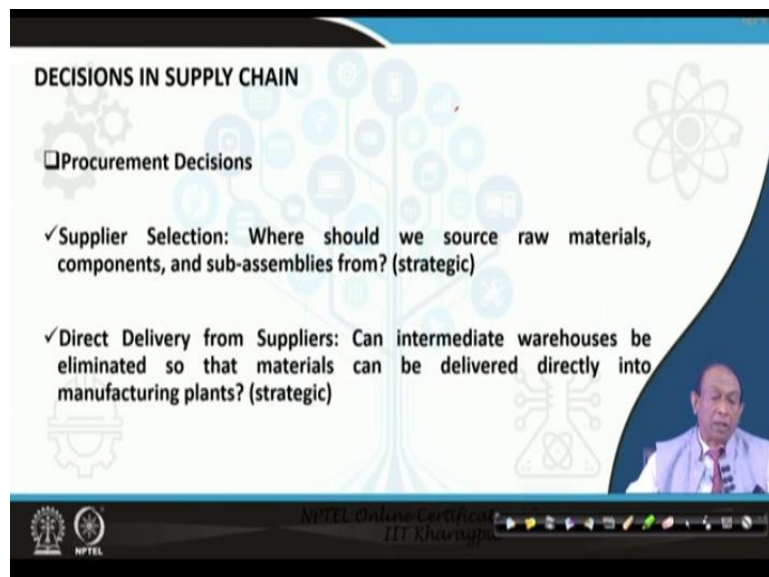 DECISIONS IN SUPPLY CHAIN
❑Procurement Decisions
✓Supplier Selection: Where should we source raw materials,
components, and sub-assemblies from? (strategic)
✓Direct Delivery from Suppliers: Can intermediate warehouses be
eliminated so that materials can be delivered directly into
manufacturing plants? (strategic)
NPTEL Online Certificat
IIT Kharagpu
NPTEL